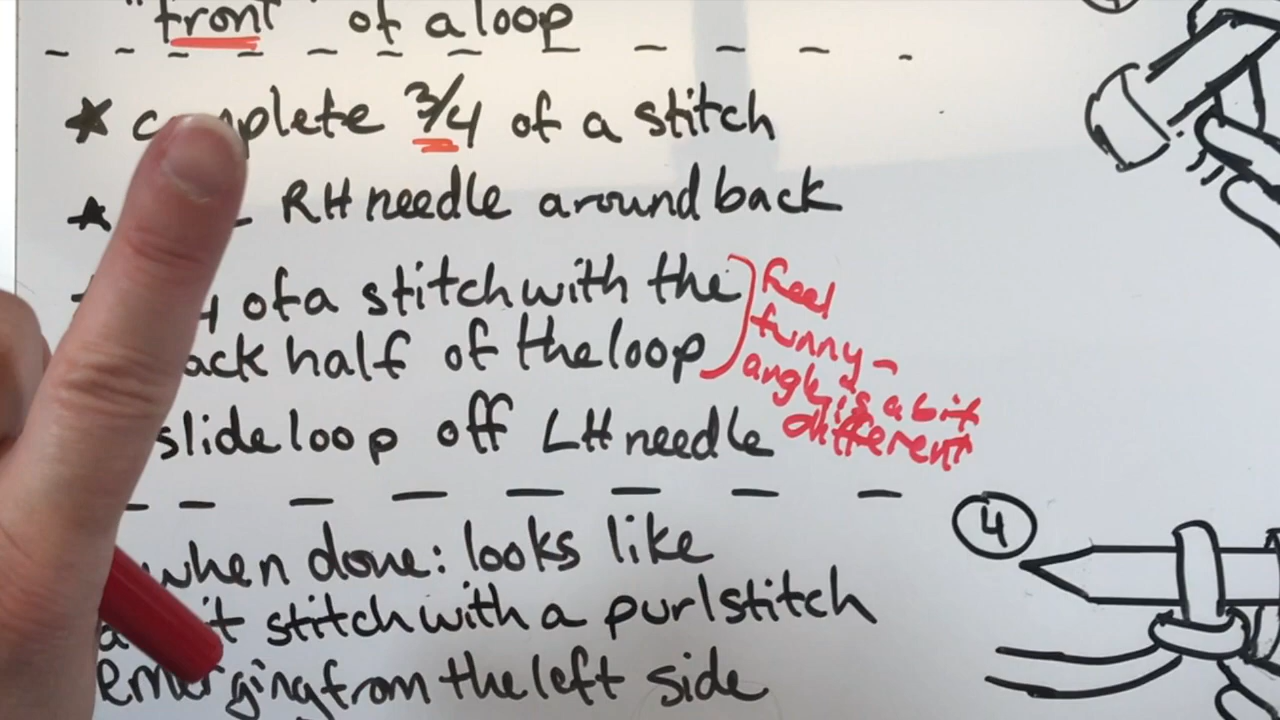 "front" of a loop
complete 3/4 of a stitch
RH needle around back
of a stitch with the
back half of the loop
feel
funny -
angle is a bit
different
slide loop off LH needle
when done: looks like
stitch with a purl stitch
emerging from the left side
4